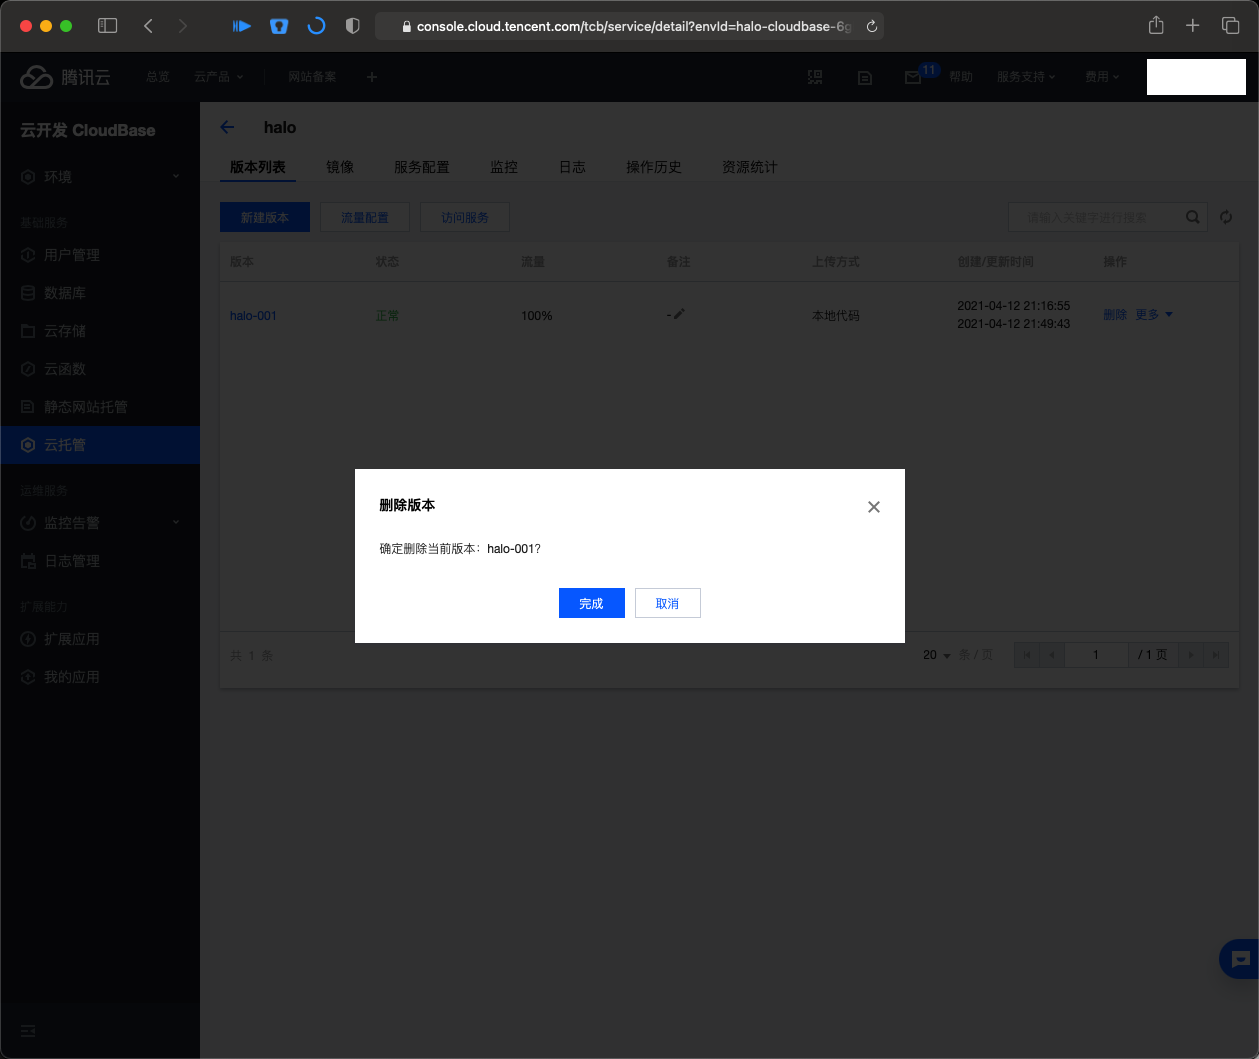 console.cloud.tencent.com/tcb/service/detail?envId=halo-cloudbase-6g
腾讯云
总览
云产品
网站备案
11
帮助
服务支持
费用
云开发 CloudBase
环境
基础服务
用户管理
数据库
云存储
云函数
静态网站托管
云托管
运维服务
监控告警
日志管理
扩展能力
扩展应用
我的应用
halo
版本列表 镜像 服务配置 监控 日志 操作历史 资源统计
新建版本 流量配置 访问服务
请输入关键字进行搜索
版本 状态 流量 备注 上传方式 创建/更新时间 操作
halo-001 正常 100% - 本地代码 2021-04-12 21:16:55 删除 更多
2021-04-12 21:49:43
删除版本
确定删除当前版本：halo-001?
完成 取消
共 1 条
20 条 / 页 1 / 1 页